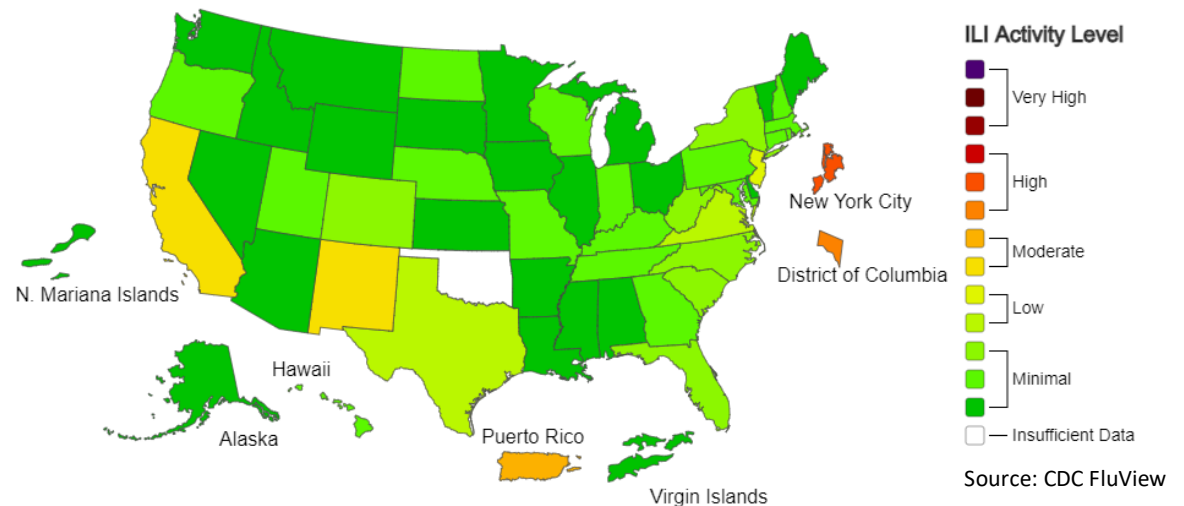 ILI Activity Level
Very High
High
Moderate
Low
Minimal
Insufficient Data
Source: CDC FluView
New York City
District of Columbia
N. Mariana Islands
Hawaii
Alaska
Puerto Rico
Virgin Islands